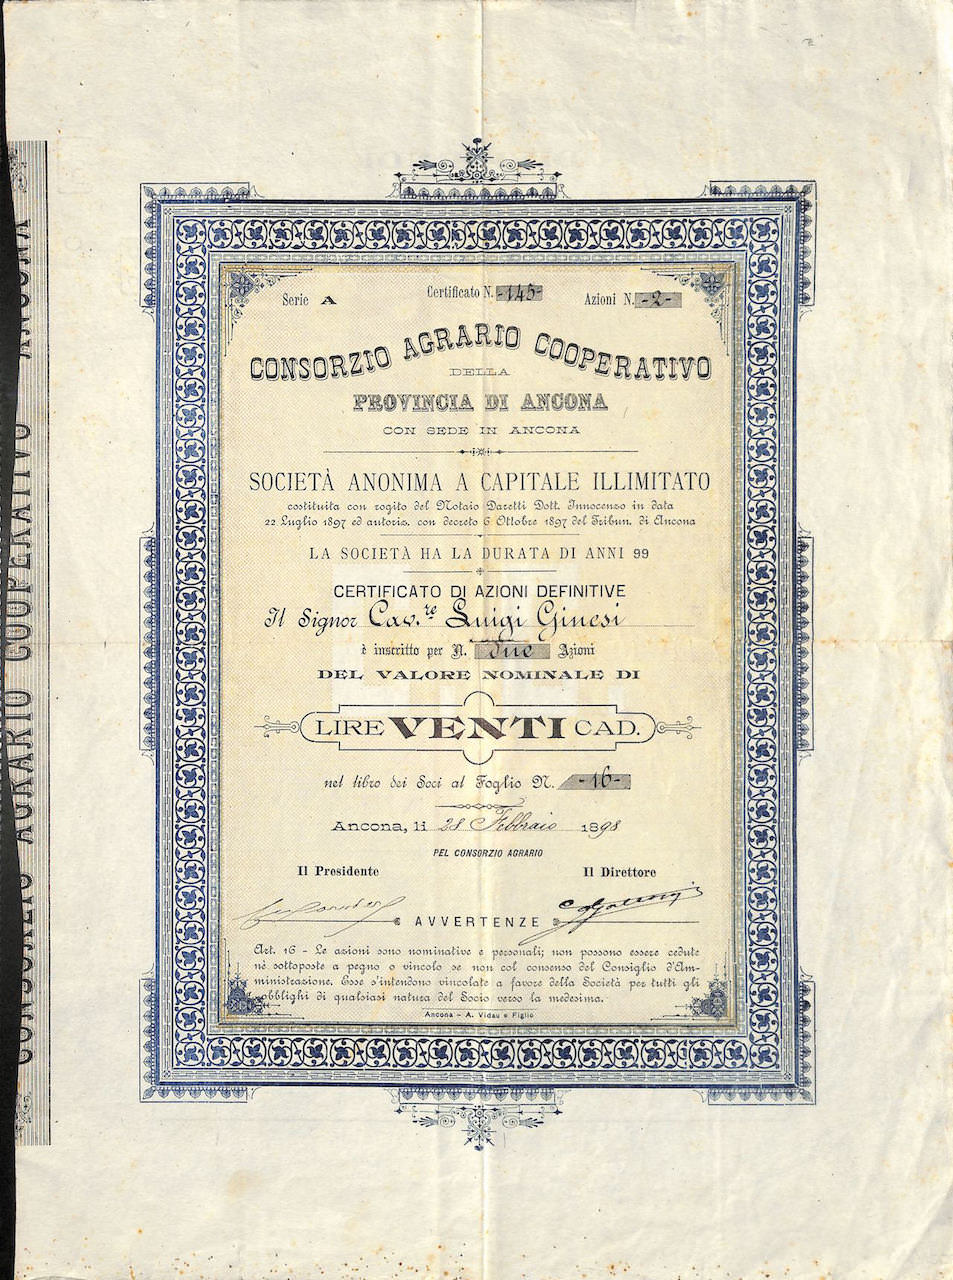 Serie A Certificato N. -145- Azioni N. -2-
CONSORZIO AGRARIO COOPERATIVO
DELLA
PROVINCIA DI ANCONA
CON SEDE IN ANCONA
SOCIETÀ ANONIMA A CAPITALE ILLIMITATO
costituita con rogito del Notaio Daretti Dott. Innocenzo in data
22 Luglio 1897 ed autoriz. con decreto 6 Ottobre 1897 del Tribun. di Ancona
LA SOCIETÀ HA LA DURATA DI ANNI 99
CERTIFICATO DI AZIONI DEFINITIVE
Il Signor Cav.re Luigi Ginesi
è inscritto per N. due Azioni
DEL VALORE NOMINALE DI
LIRE VENTI CAD.
nel libro dei Soci al Foglio N. -16-
Ancona, li 28 Febbraio 1898
PEL CONSORZIO AGRARIO
Il Presidente Il Direttore
AVVERTENZE
Art. 16 - Le azioni sono nominative e personali; non possono essere cedute
nè sottoposte a pegno o vincolo se non col consenso del Consiglio d'Am-
ministrazione. Esse s'intendono vincolate a favore della Società per tutti gli
obblighi di qualsiasi natura del Socio verso la medesima.
Ancona - A. Vidau e Figlio
CONSORZIO AGRARIO COOPERATIVO ANCONA